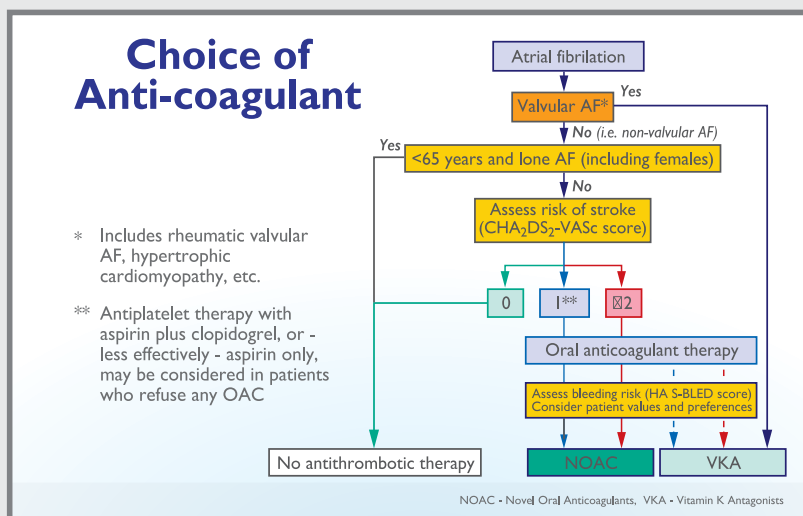 Choice of
Anti-coagulant
Atrial fibrilation
Valvular AF*
Yes
No (i.e. non-valvular AF)
Yes
<65 years and lone AF (including females)
No
Assess risk of stroke
(CHA₂DS₂-VASc score)
* Includes rheumatic valvular
AF, hypertrophic
cardiomyopathy, etc.
** Antiplatelet therapy with
aspirin plus clopidogrel, or -
less effectively - aspirin only,
may be considered in patients
who refuse any OAC
0
1**
2
Oral anticoagulant therapy
Assess bleeding risk (HA S-BLED score)
Consider patient values and preferences
No antithrombotic therapy
NOAC
VKA
NOAC - Novel Oral Anticoagulants, VKA - Vitamin K Antagonists